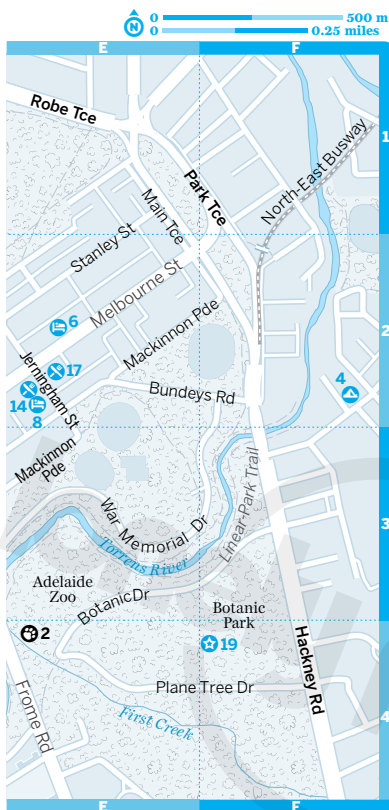 N
0 500 m
0 0.25 miles
E F
1
Robe Tce
Park Tce
North-East Busway
Main Tce
Stanley St
Melbourne St
2
6
Mackinnon Pde
17
Jerningham St
4
14
8
Bundeys Rd
Mackinnon
Pde
Linear Park Trail
3
War Memorial Dr
Torrens River
Adelaide
Zoo
Botanic Dr
Botanic
Park
2
19
Hackney Rd
Plane Tree Dr
4
Frome Rd
First Creek
E F